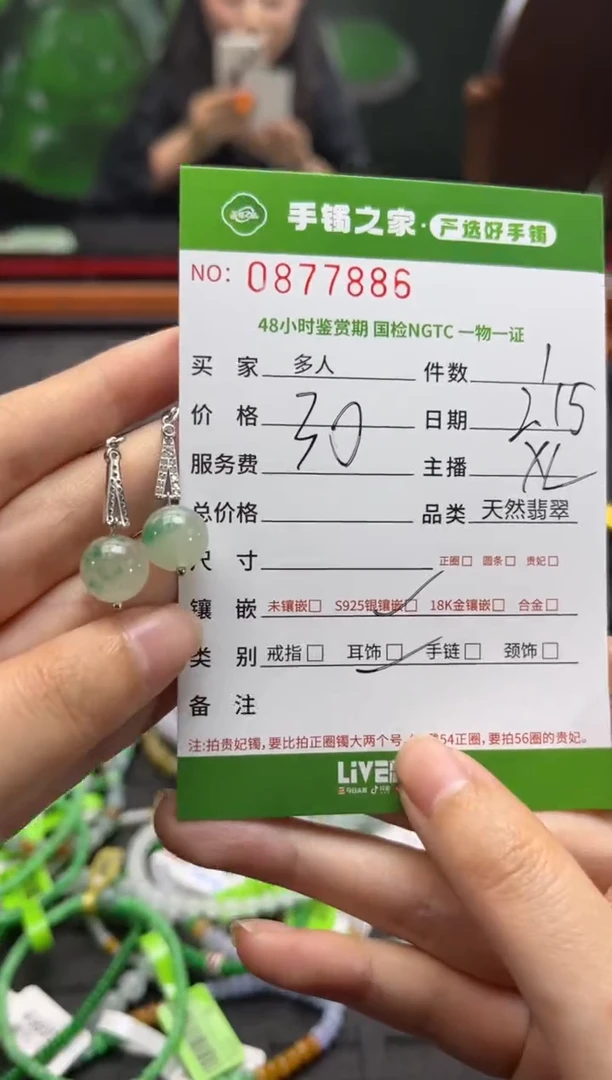 手镯之家·严选好手镯
NO: 0877886
48小时鉴赏期 国检NGTC 一物一证
买 家 多人 件数 1
价 格 30 日期 2.15
服务费 主播 XL
总价格 品类 天然翡翠
尺 寸 正圈□ 圆条□ 贵妃□
镶 嵌 未镶嵌□ S925银镶嵌□ 18K金镶嵌□ 合金□
类 别 戒指□ 耳饰□ 手链□ 颈饰□
备 注
注:拍贵妃镯,要比拍正圈镯大两个号 54正圈,要拍56圈的贵妃。
LiVE
今日头条 抖音